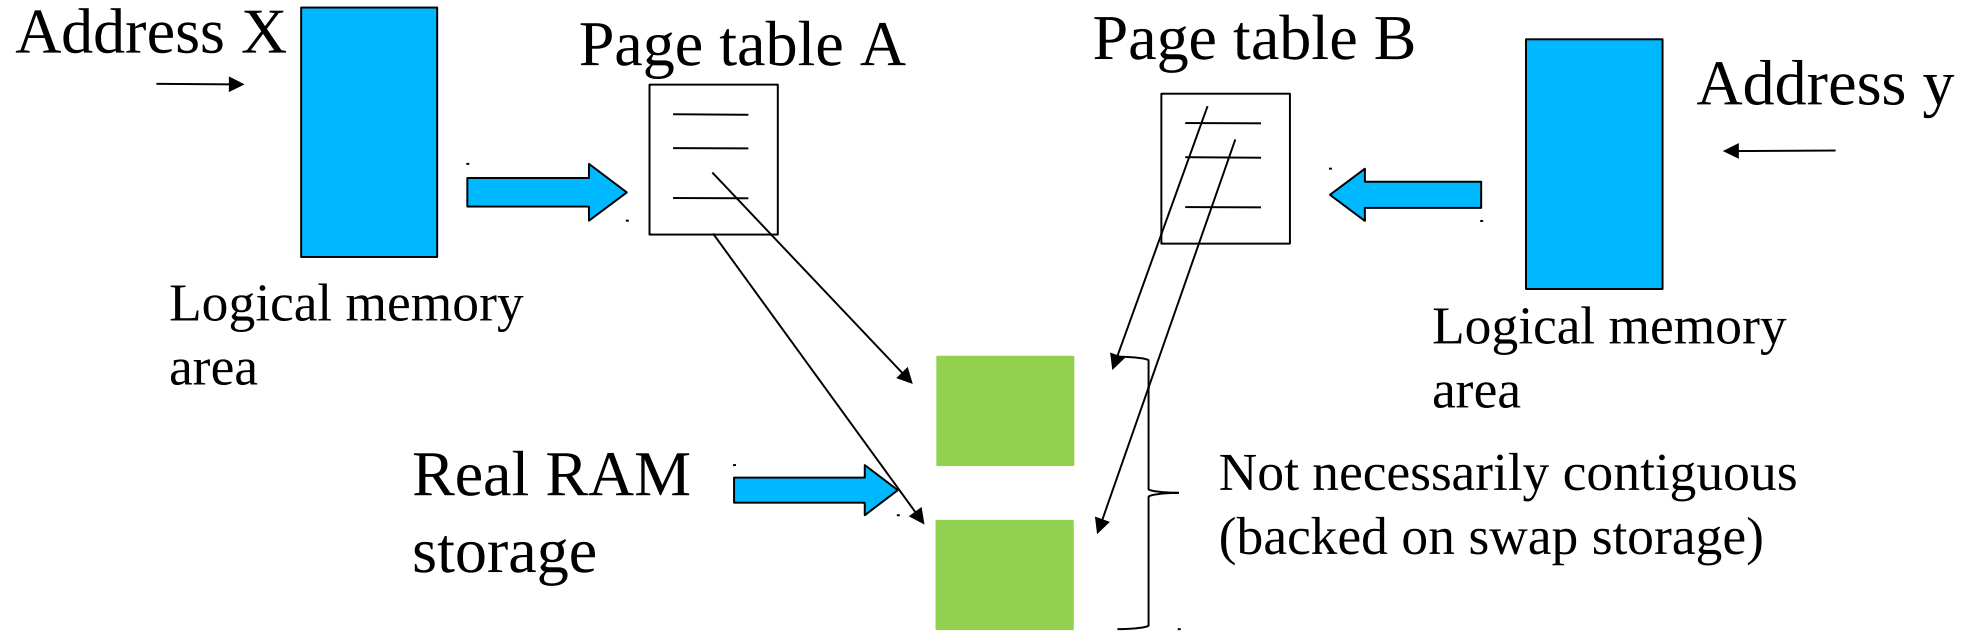 Address X
Page table A
Page table B
Address y
Logical memory
area
Logical memory
area
Real RAM
storage
Not necessarily contiguous
(backed on swap storage)